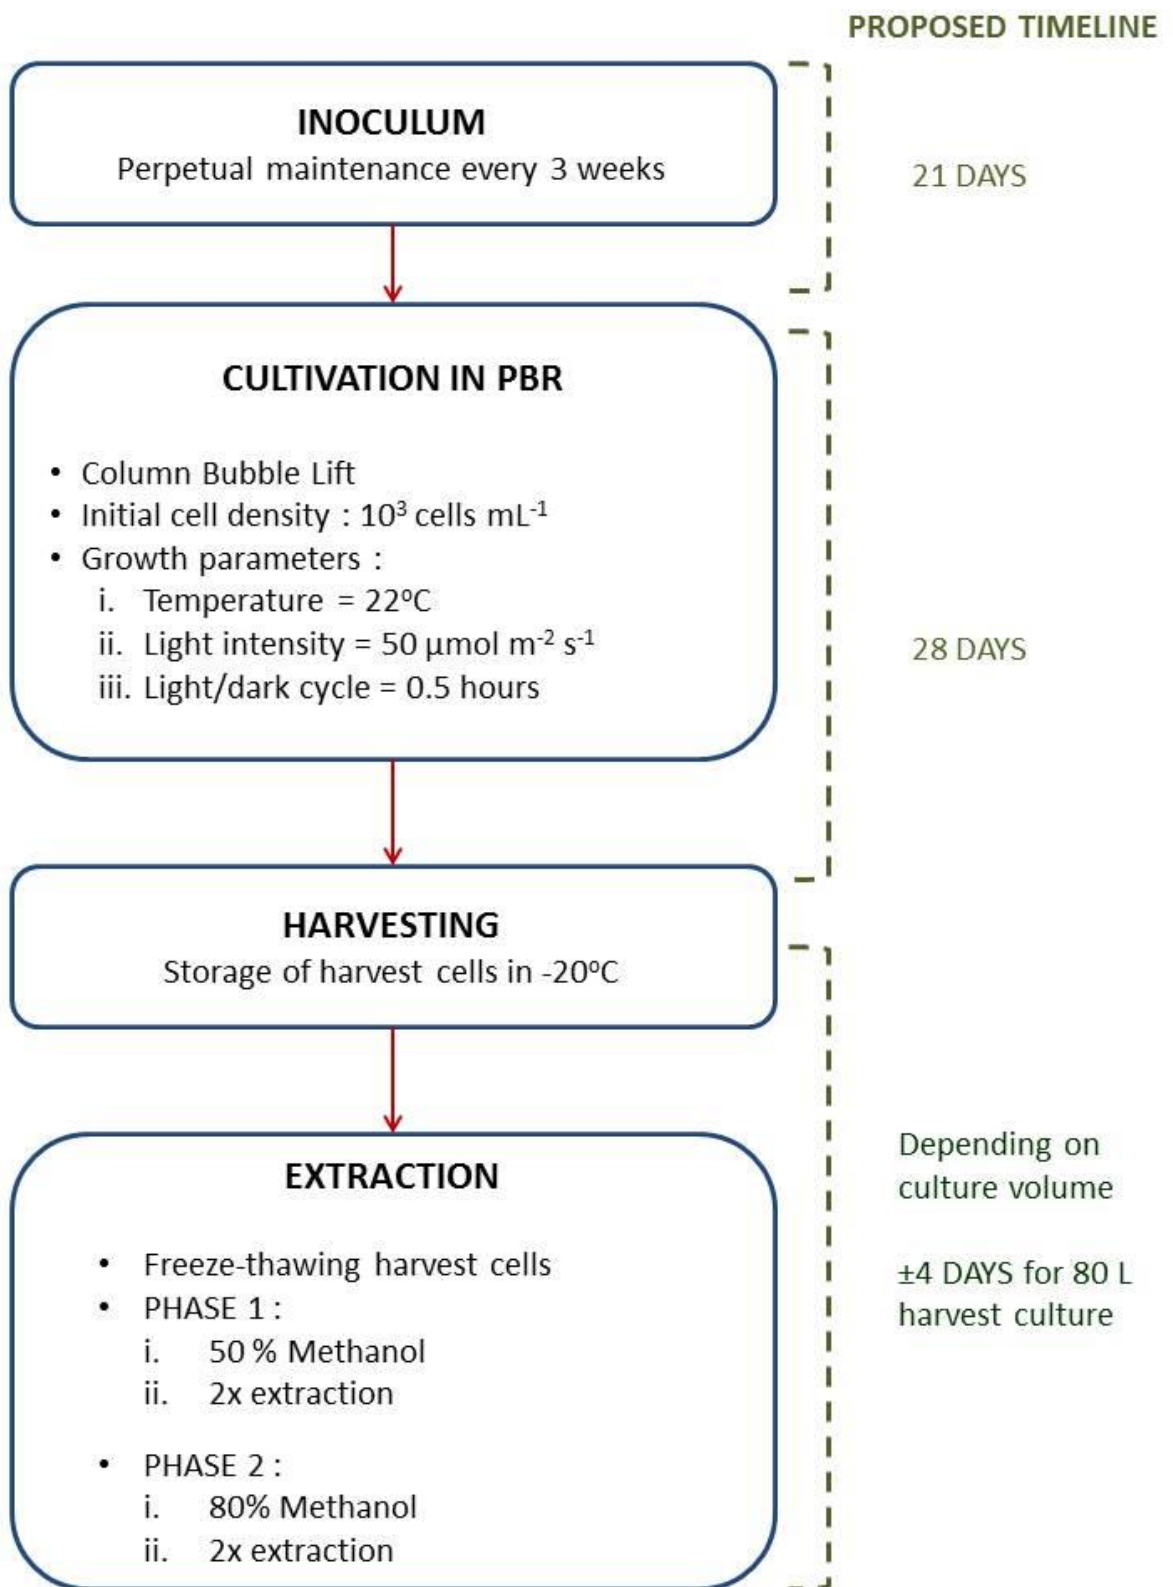 PROPOSED TIMELINE
INOCULUM
Perpetual maintenance every 3 weeks
21 DAYS
CULTIVATION IN PBR
• Column Bubble Lift
• Initial cell density : 10³ cells mL⁻¹
• Growth parameters :
i. Temperature = 22°C
ii. Light intensity = 50 µmol m⁻² s⁻¹
iii. Light/dark cycle = 0.5 hours
28 DAYS
HARVESTING
Storage of harvest cells in -20°C
EXTRACTION
• Freeze-thawing harvest cells
• PHASE 1 :
i. 50 % Methanol
ii. 2x extraction
• PHASE 2 :
i. 80% Methanol
ii. 2x extraction
Depending on
culture volume
±4 DAYS for 80 L
harvest culture